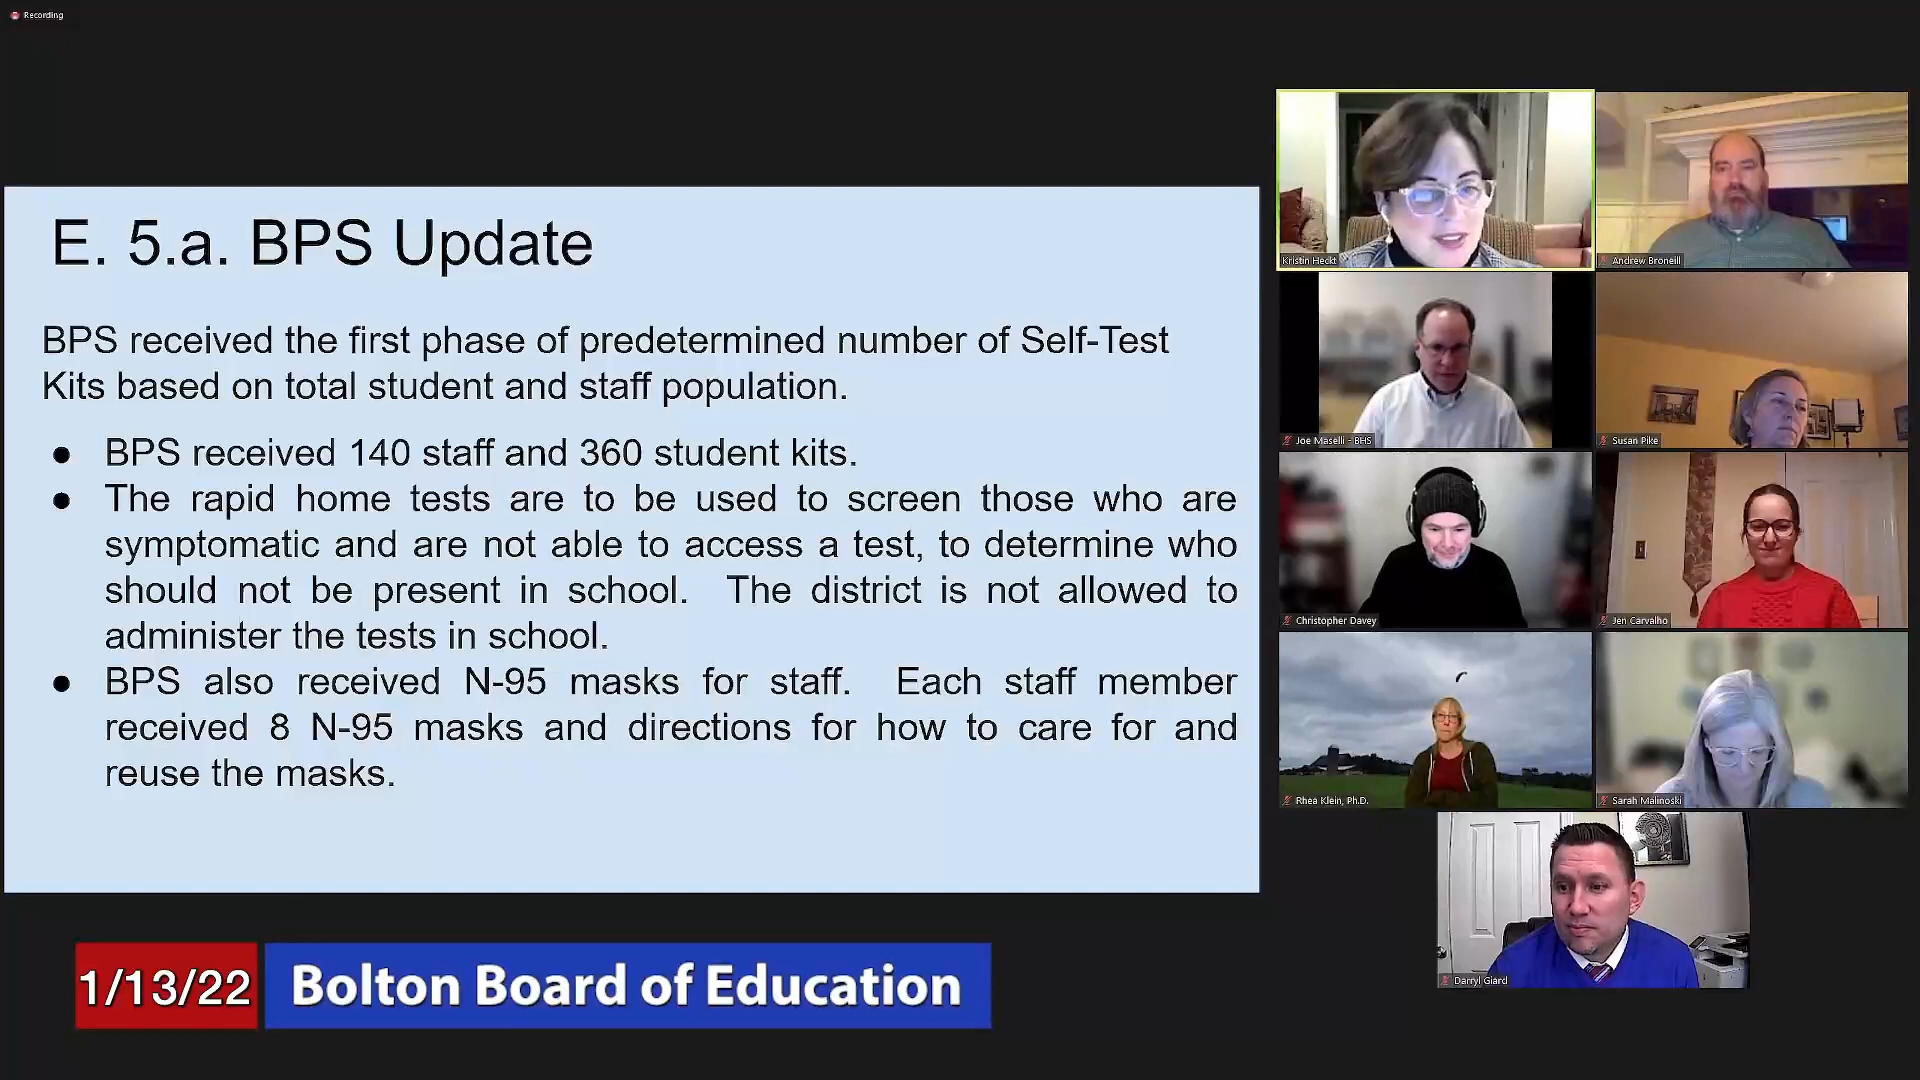 Recording
E. 5.a. BPS Update
BPS received the first phase of predetermined number of Self-Test
Kits based on total student and staff population.
● BPS received 140 staff and 360 student kits.
● The rapid home tests are to be used to screen those who are
symptomatic and are not able to access a test, to determine who
should not be present in school. The district is not allowed to
administer the tests in school.
● BPS also received N-95 masks for staff. Each staff member
received 8 N-95 masks and directions for how to care for and
reuse the masks.
Kristin Heckt
Andrew Broneill
Joe Maselli - BHS
Susan Pike
Christopher Davey
Jen Carvalho
Rhea Klein, Ph.D.
Sarah Malinoski
Darryl Giard
1/13/22
Bolton Board of Education